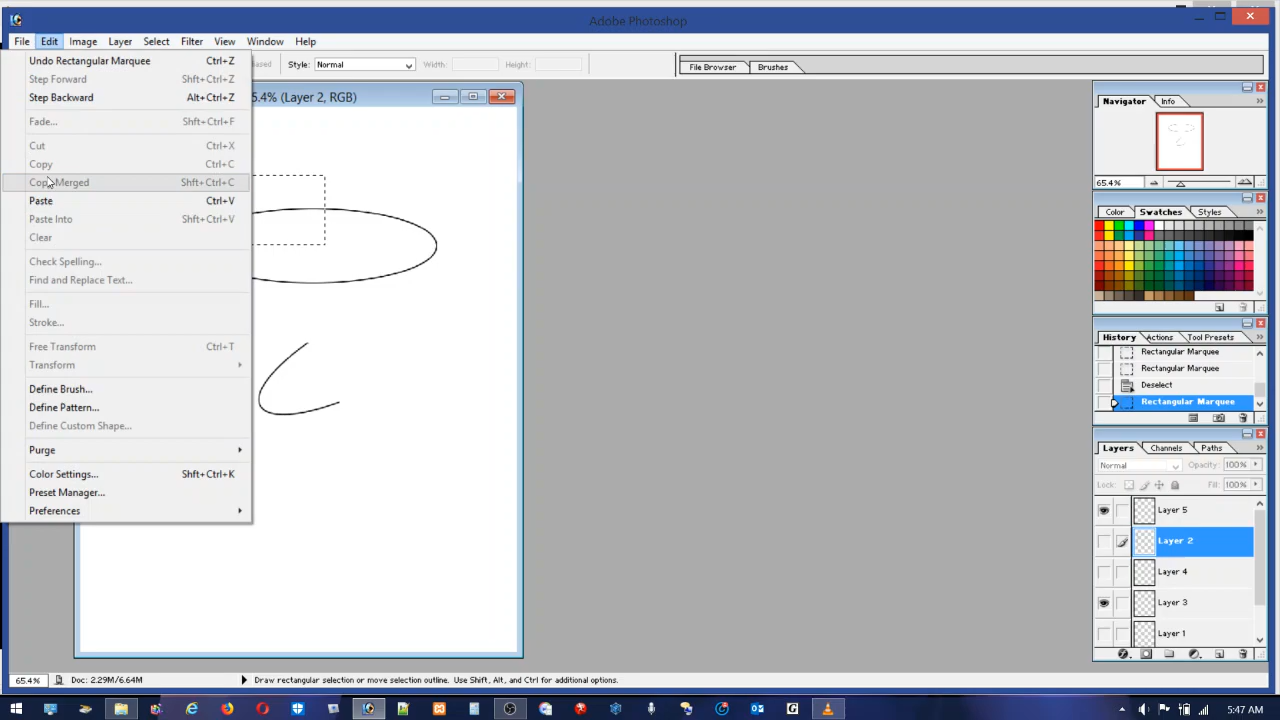 Adobe Photoshop
File Edit Image Layer Select Filter View Window Help
Style: Normal Width: Height: File Browser Brushes
Undo Rectangular Marquee Ctrl+Z
Step Forward Shft+Ctrl+Z
Step Backward Alt+Ctrl+Z
Fade... Shft+Ctrl+F
Cut Ctrl+X
Copy Ctrl+C
Copy Merged Shft+Ctrl+C
Paste Ctrl+V
Paste Into Shft+Ctrl+V
Clear
Check Spelling...
Find and Replace Text...
Fill...
Stroke...
Free Transform Ctrl+T
Transform
Define Brush...
Define Pattern...
Define Custom Shape...
Purge
Color Settings... Shft+Ctrl+K
Preset Manager...
Preferences
5.4% (Layer 2, RGB)
Navigator Info
65.4%
Color Swatches Styles
History Actions Tool Presets
Rectangular Marquee
Rectangular Marquee
Deselect
Rectangular Marquee
Layers Channels Paths
Normal Opacity: 100%
Lock: Fill: 100%
Layer 5
Layer 2
Layer 4
Layer 3
Layer 1
65.4% Doc: 2.29M/6.64M Draw rectangular selection or move selection outline. Use Shift, Alt, and Ctrl for additional options.
5:47 AM